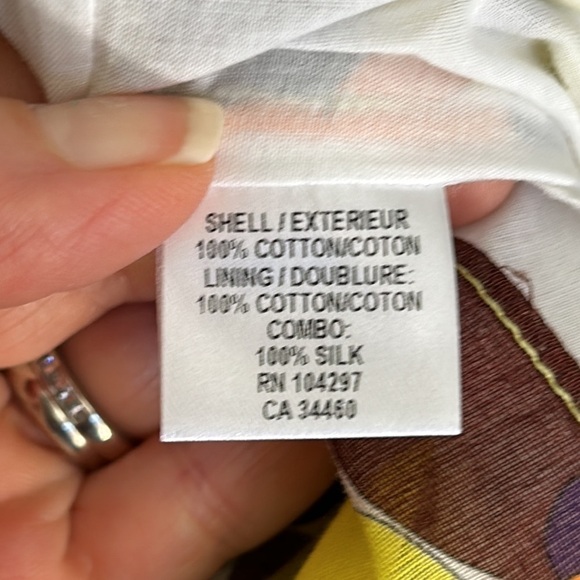 SHELL / EXTERIEUR
100% COTTON/COTON
LINING / DOUBLURE:
100% COTTON/COTON
COMBO:
100% SILK
RN 104297
CA 34460